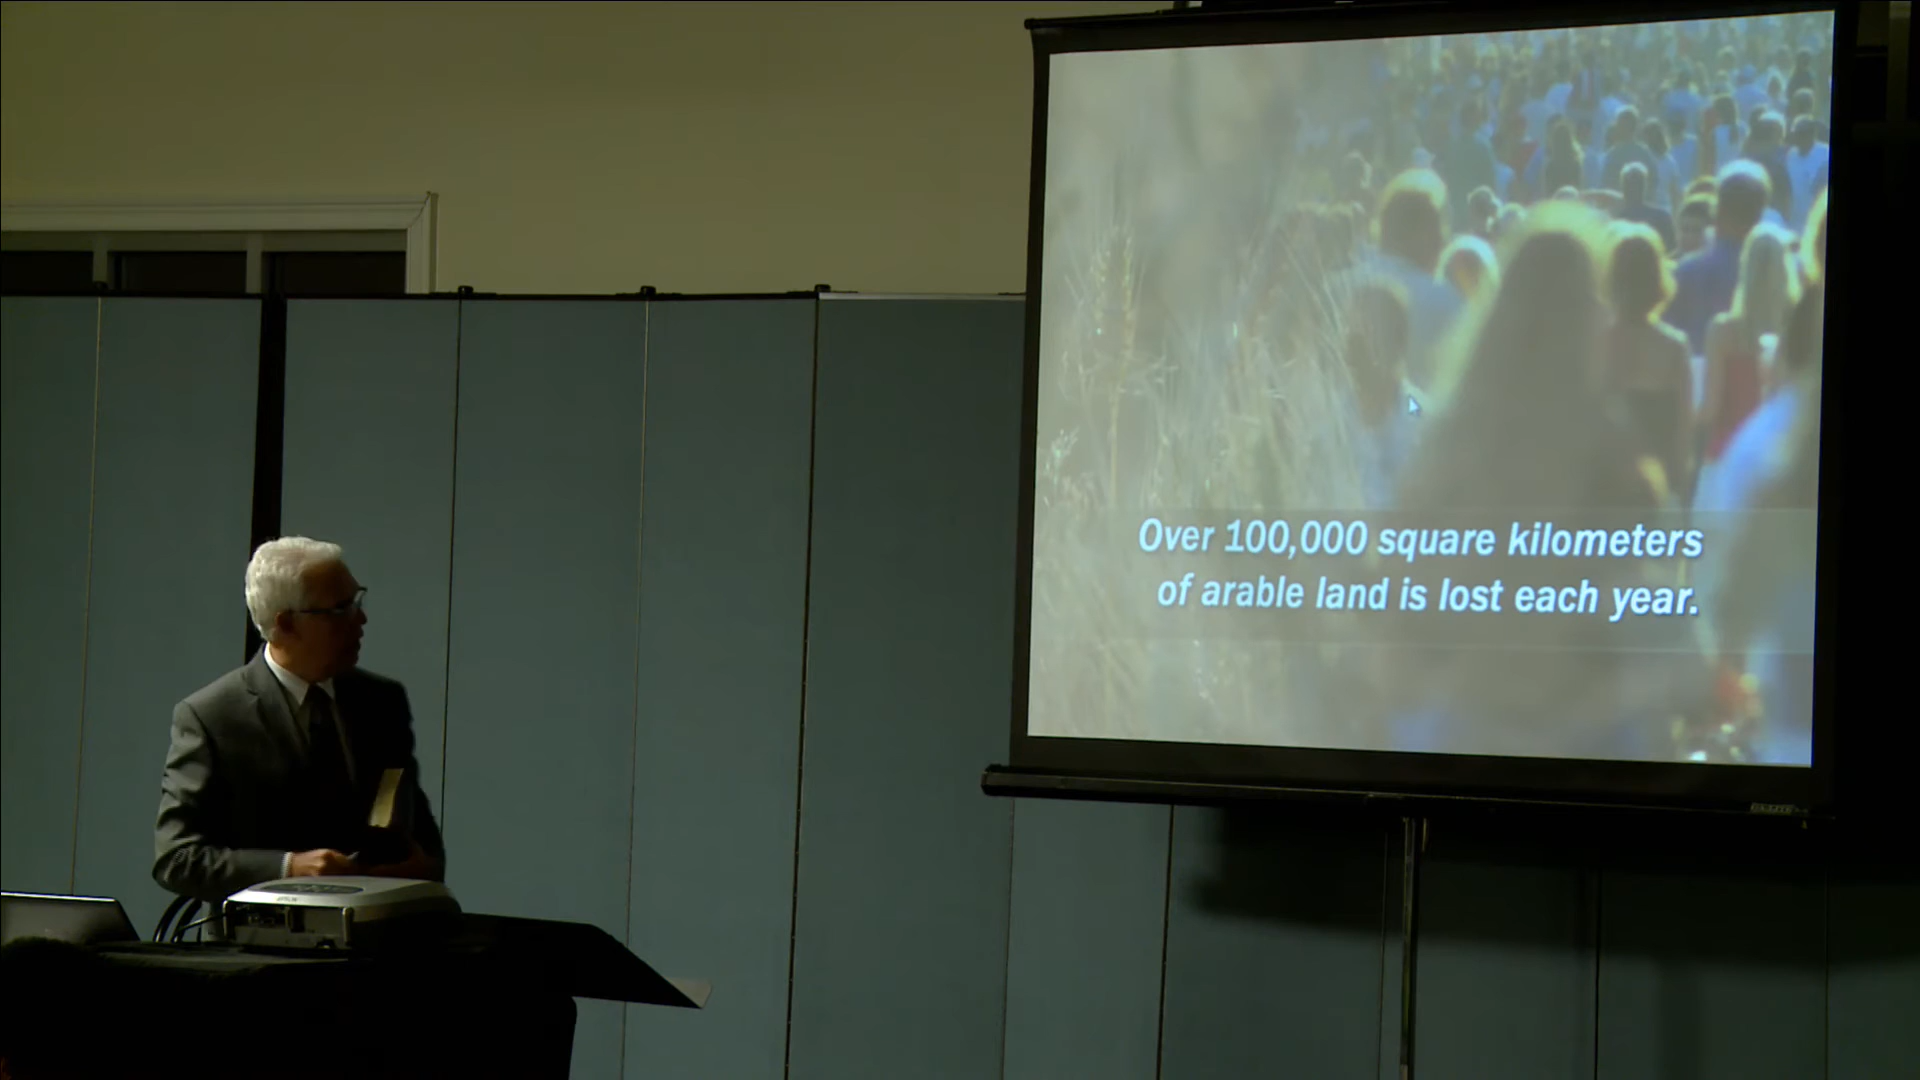 Over 100,000 square kilometers
of arable land is lost each year.